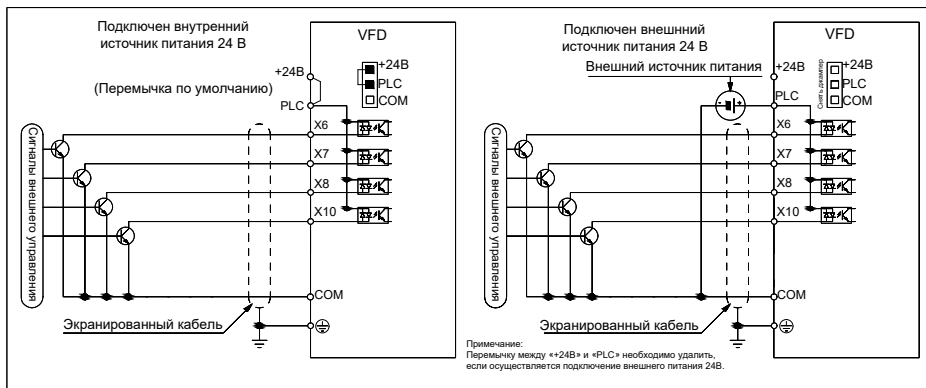 Подключен внутренний
источник питания 24 В
(Перемычка по умолчанию)
VFD
+24В
PLC
+24В
PLC
COM
X6
X7
X8
X10
COM
Сигналы внешнего управления
Экранированный кабель
Подключен внешнний
источник питания 24 В
Внешний источник питания
VFD
+24В
PLC
Снять джампер
+24В
PLC
COM
- +
X6
X7
X8
X10
COM
Сигналы внешнего управления
Экранированный кабель
Примечание:
Перемычку между «+24В» и «PLC» необходимо удалить,
если осуществляется подключение внешнего питания 24В.